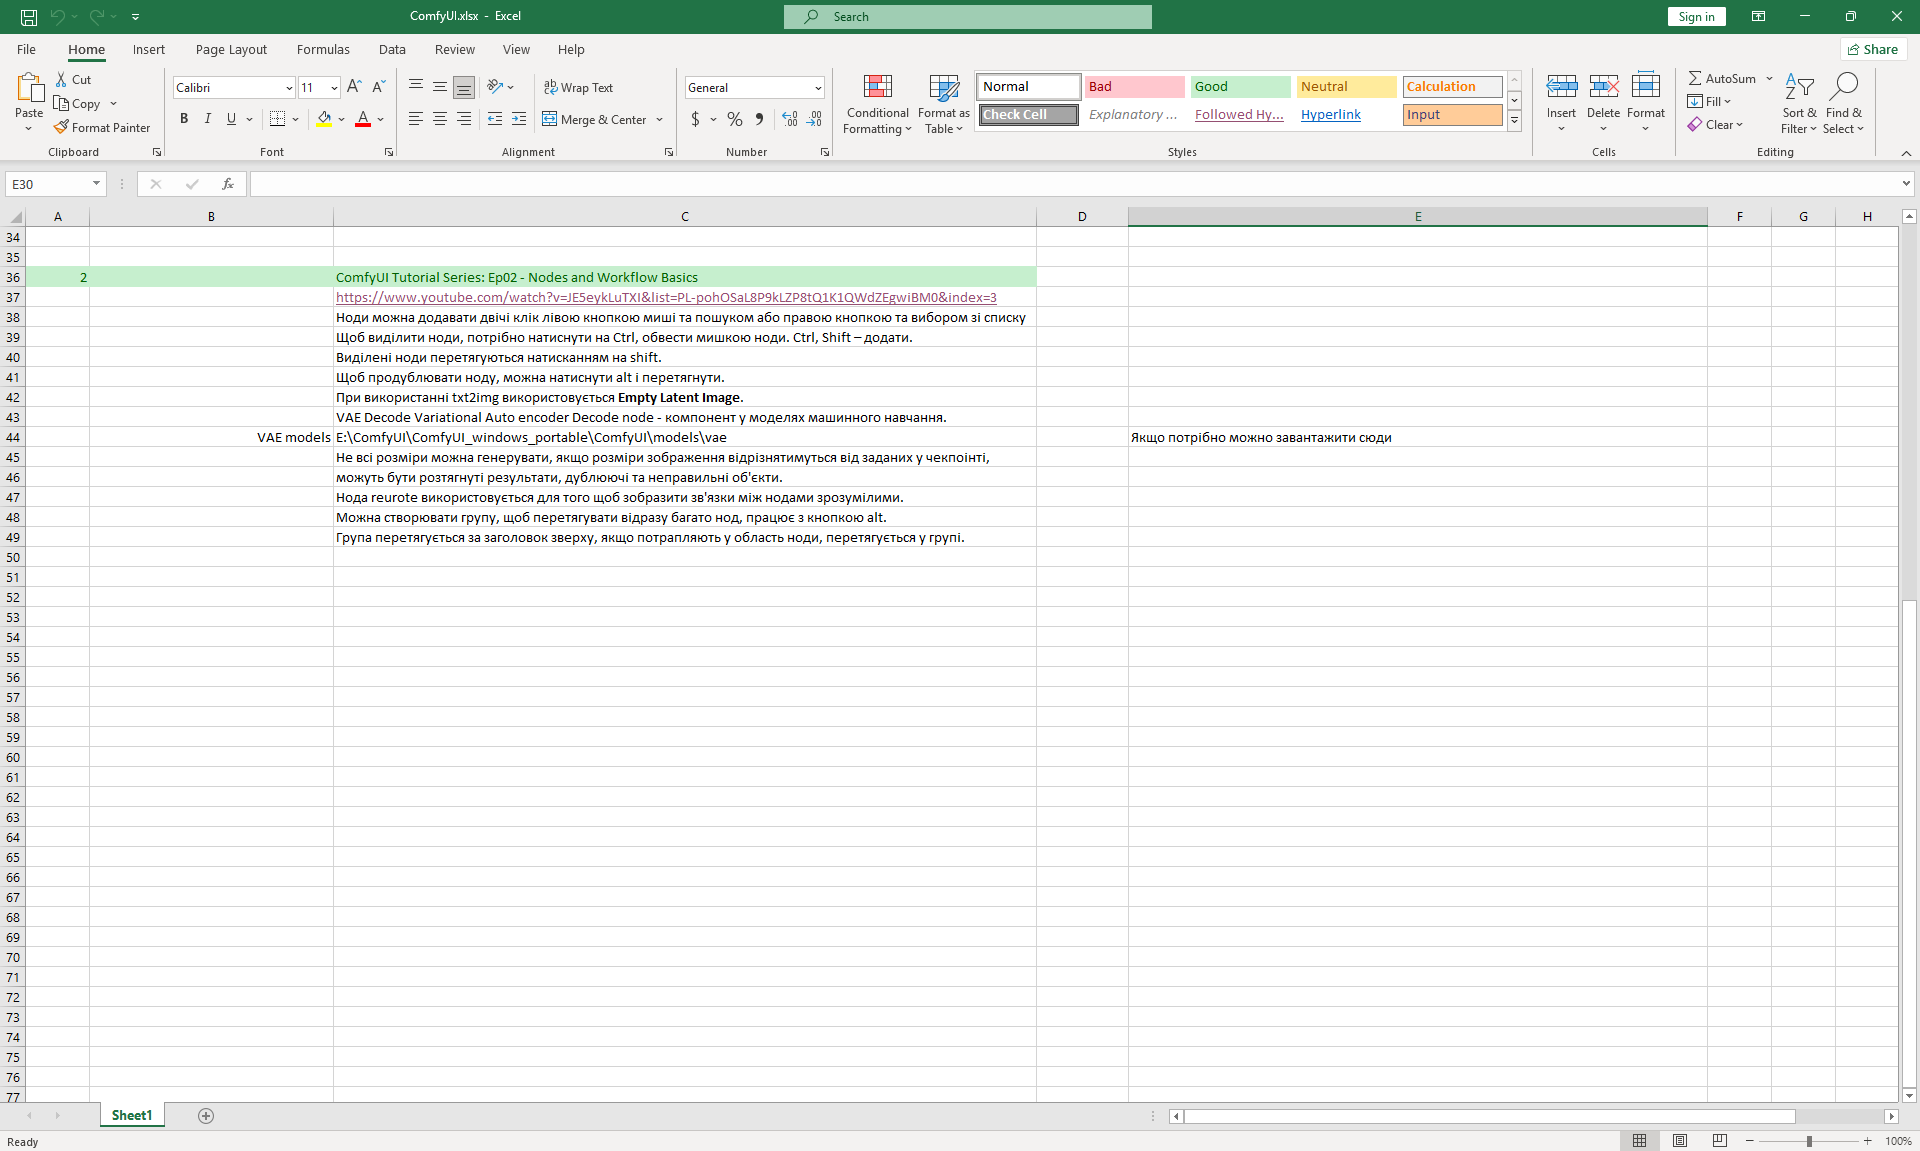 ComfyUI.xlsx - Excel
Search
Sign in
File Home Insert Page Layout Formulas Data Review View Help
Share
Paste
Cut
Copy
Format Painter
Clipboard
Calibri 11
B I U
Font
Wrap Text
Merge & Center
Alignment
General
$ % 9
Number
Conditional Formatting
Format as Table
Normal Bad Good Neutral Calculation
Check Cell Explanatory ... Followed Hy... Hyperlink Input
Styles
Insert Delete Format
Cells
AutoSum
Fill
Clear
Sort & Filter
Find & Select
Editing
E30
fx
A B C D E F G H
34
35
36 2 ComfyUI Tutorial Series: Ep02 - Nodes and Workflow Basics
37 https://www.youtube.com/watch?v=JE5eykLuTXI&list=PL-pohOSaL8P9kLZP8tQ1K1QWdZEgwiBM0&index=3
38 Ноди можна додавати двічі клік лівою кнопкою миші та пошуком або правою кнопкою та вибором зі списку
39 Щоб виділити ноди, потрібно натиснути на Ctrl, обвести мишкою ноди. Ctrl, Shift – додати.
40 Виділені ноди перетягуються натисканням на shift.
41 Щоб продублювати ноду, можна натиснути alt і перетягнути.
42 При використанні txt2img використовується Empty Latent Image.
43 VAE Decode Variational Auto encoder Decode node - компонент у моделях машинного навчання.
44 VAE models E:\ComfyUI\ComfyUI_windows_portable\ComfyUI\models\vae Якщо потрібно можно завантажити сюди
45 Не всі розміри можна генерувати, якщо розміри зображення відрізнятимуться від заданих у чекпоінті,
46 можуть бути розтягнуті результати, дублюючі та неправильні об'єкти.
47 Нода reurote використовується для того щоб зобразити зв'язки між нодами зрозумілими.
48 Можна створювати групу, щоб перетягувати відразу багато нод, працює з кнопкою alt.
49 Група перетягується за заголовок зверху, якщо потрапляють у область ноди, перетягується у групі.
50
51
52
53
54
55
56
57
58
59
60
61
62
63
64
65
66
67
68
69
70
71
72
73
74
75
76
77
Sheet1
Ready
100%